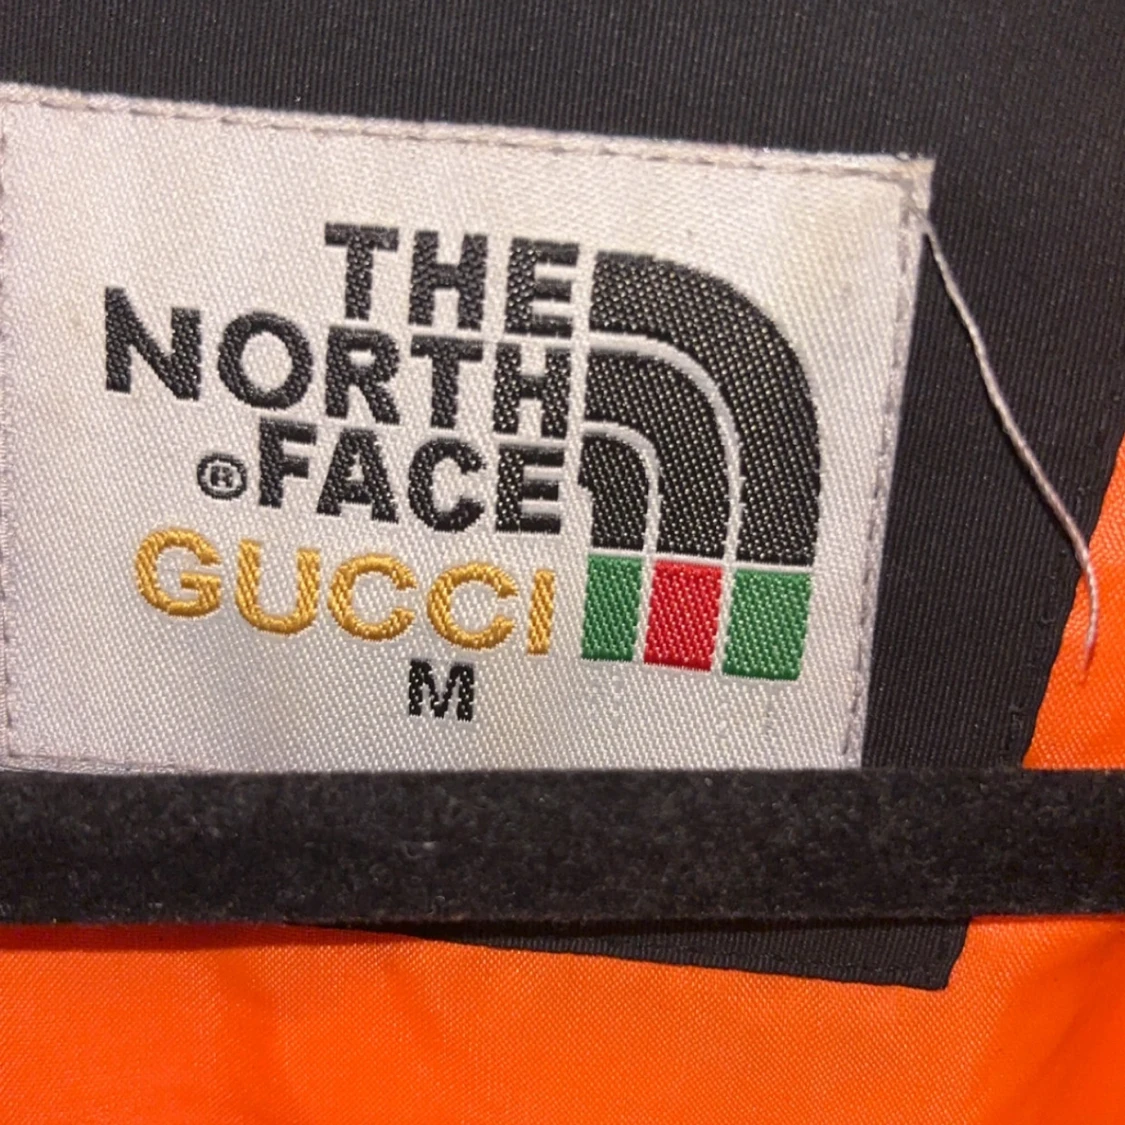 THE
NORTH
®FACE
GUCCI
M